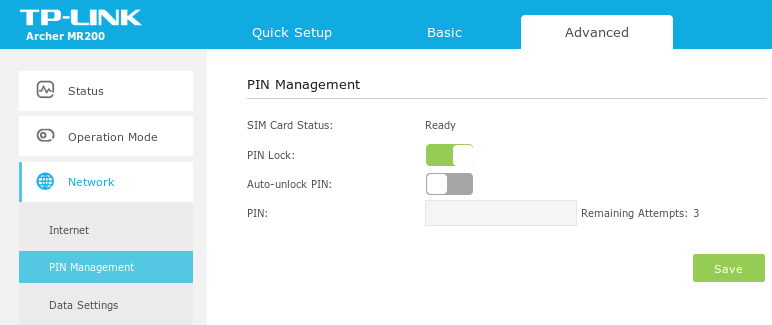 TP-LINK
Archer MR200
Quick Setup
Basic
Advanced
Status
Operation Mode
Network
Internet
PIN Management
Data Settings
PIN Management
SIM Card Status: Ready
PIN Lock:
Auto-unlock PIN:
PIN: Remaining Attempts: 3
Save